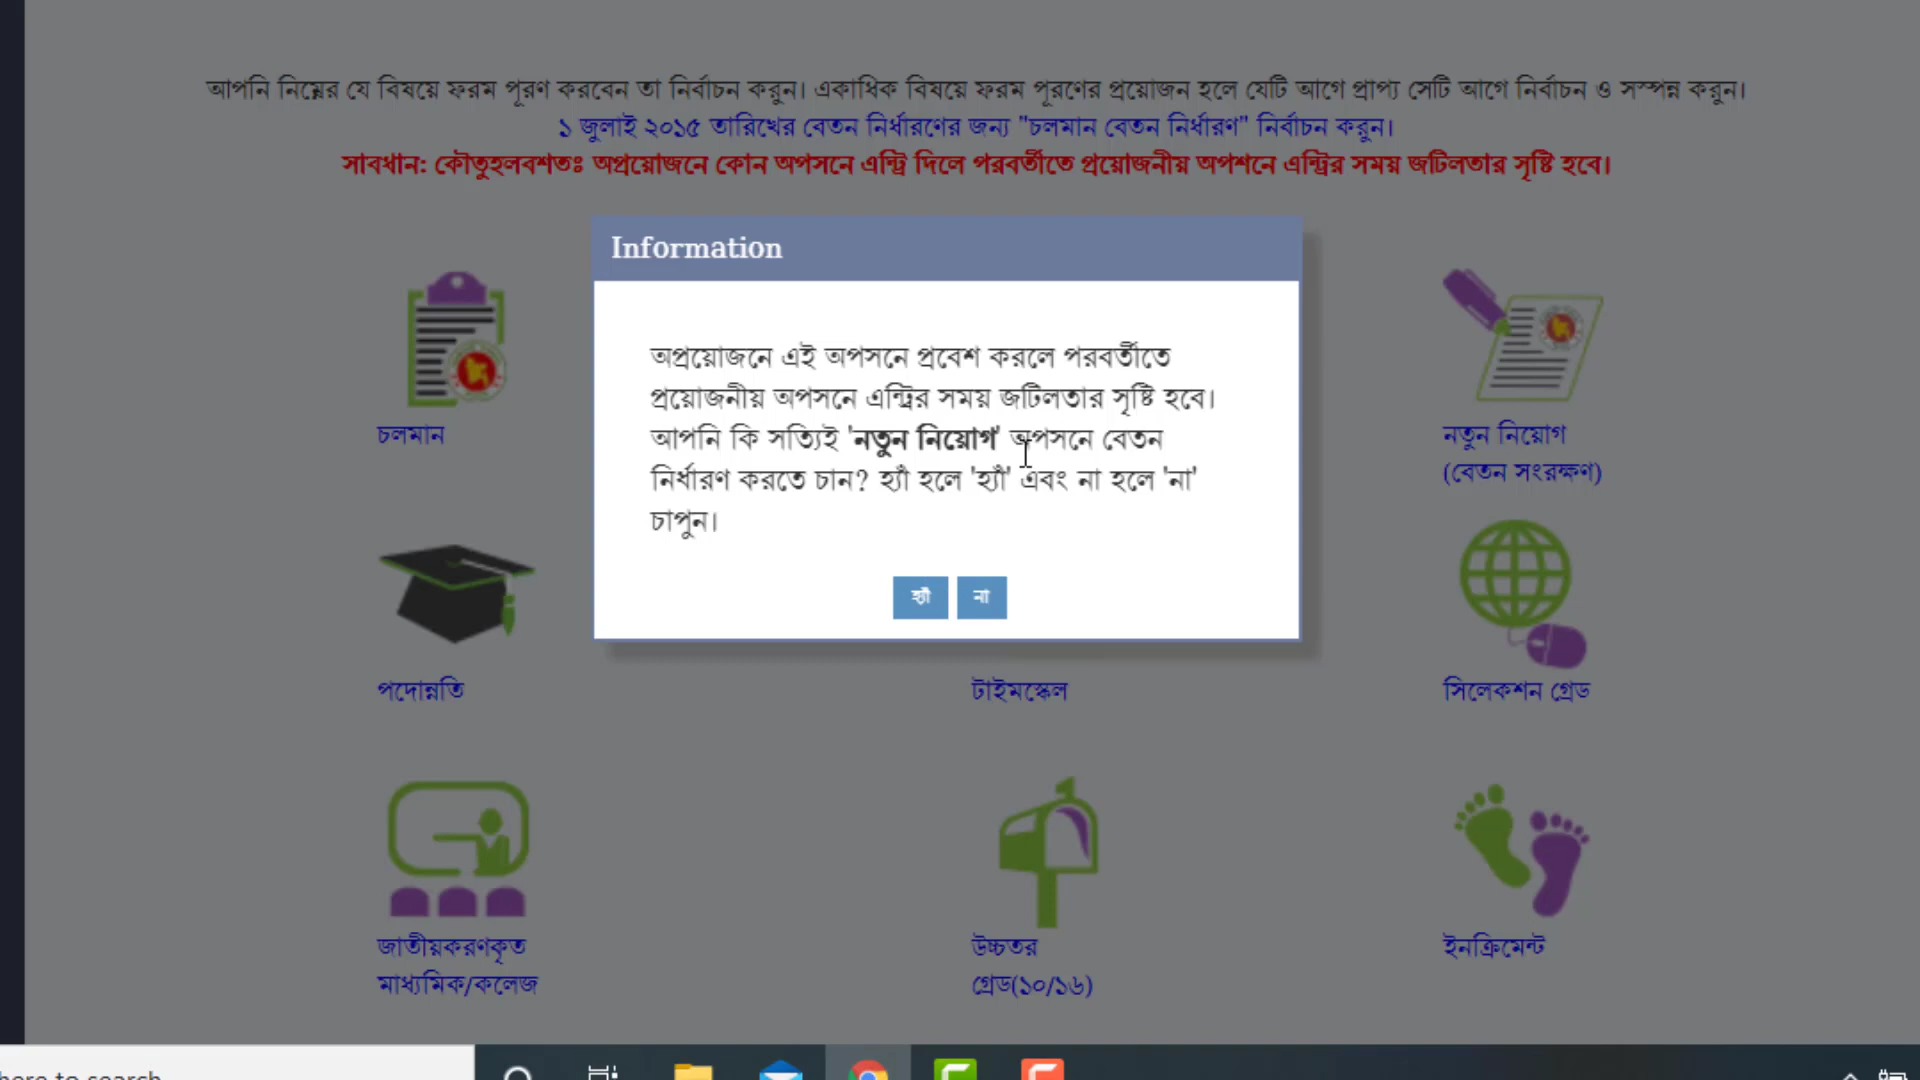 আপনি নিম্নের যে বিষয়ে ফরম পূরণ করবেন তা নির্বাচন করুন। একাধিক বিষয়ে ফরম পূরণের প্রয়োজন হলে যেটি আগে প্রাপ্য সেটি আগে নির্বাচন ও সম্পন্ন করুন।
১ জুলাই ২০১৫ তারিখের বেতন নির্ধারণের জন্য "চলমান বেতন নির্ধারণ" নির্বাচন করুন।
সাবধান: কৌতুহলবশতঃ অপ্রয়োজনে কোন অপসনে এন্ট্রি দিলে পরবর্তীতে প্রয়োজনীয় অপশনে এন্ট্রির সময় জটিলতার সৃষ্টি হবে।
Information
অপ্রয়োজনে এই অপসনে প্রবেশ করলে পরবর্তীতে
প্রয়োজনীয় অপসনে এন্ট্রির সময় জটিলতার সৃষ্টি হবে।
আপনি কি সত্যিই 'নতুন নিয়োগ' অপসনে বেতন
নির্ধারণ করতে চান? হ্যাঁ হলে 'হ্যাঁ' এবং না হলে 'না'
চাপুন।
হ্যাঁ
না
চলমান
নতুন নিয়োগ
(বেতন সংরক্ষণ)
পদোন্নতি
টাইমস্কেল
সিলেকশন গ্রেড
জাতীয়করণকৃত
মাধ্যমিক/কলেজ
উচ্চতর
গ্রেড(১০/১৬)
ইনক্রিমেন্ট
here to search